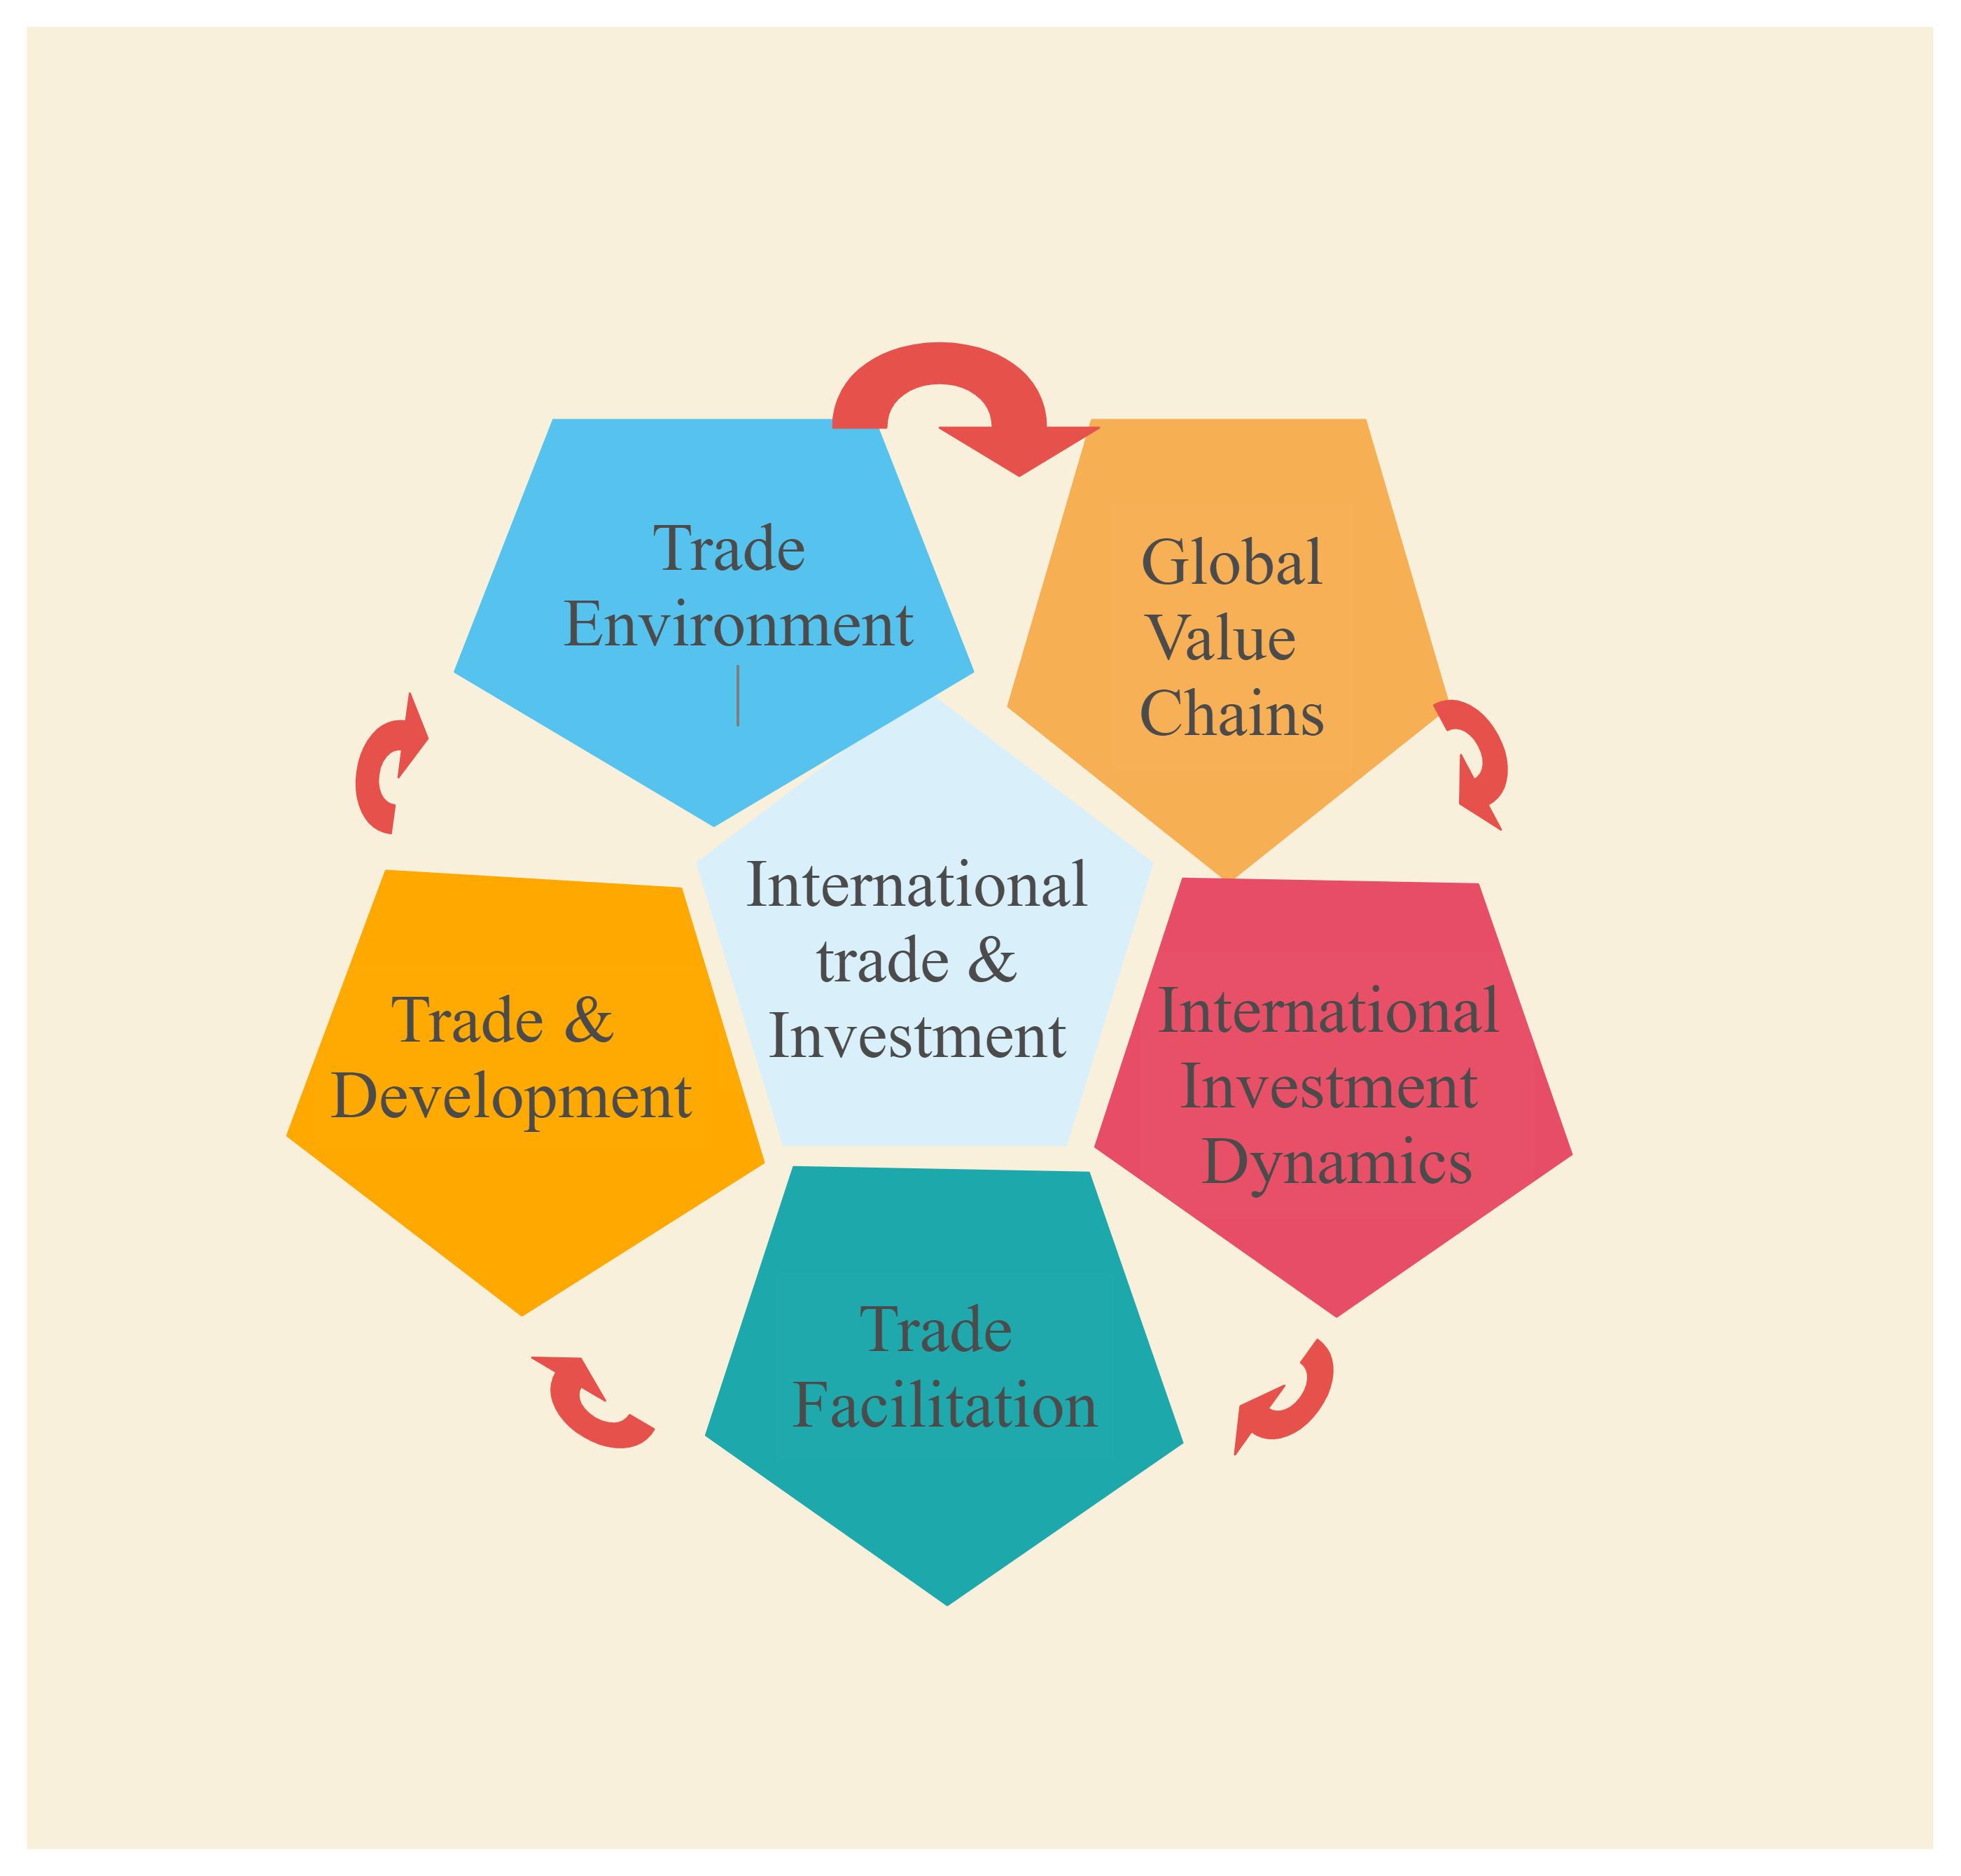 Trade
Environment
Global
Value
Chains
International
trade &
Investment
Trade &
Development
International
Investment
Dynamics
Trade
Facilitation